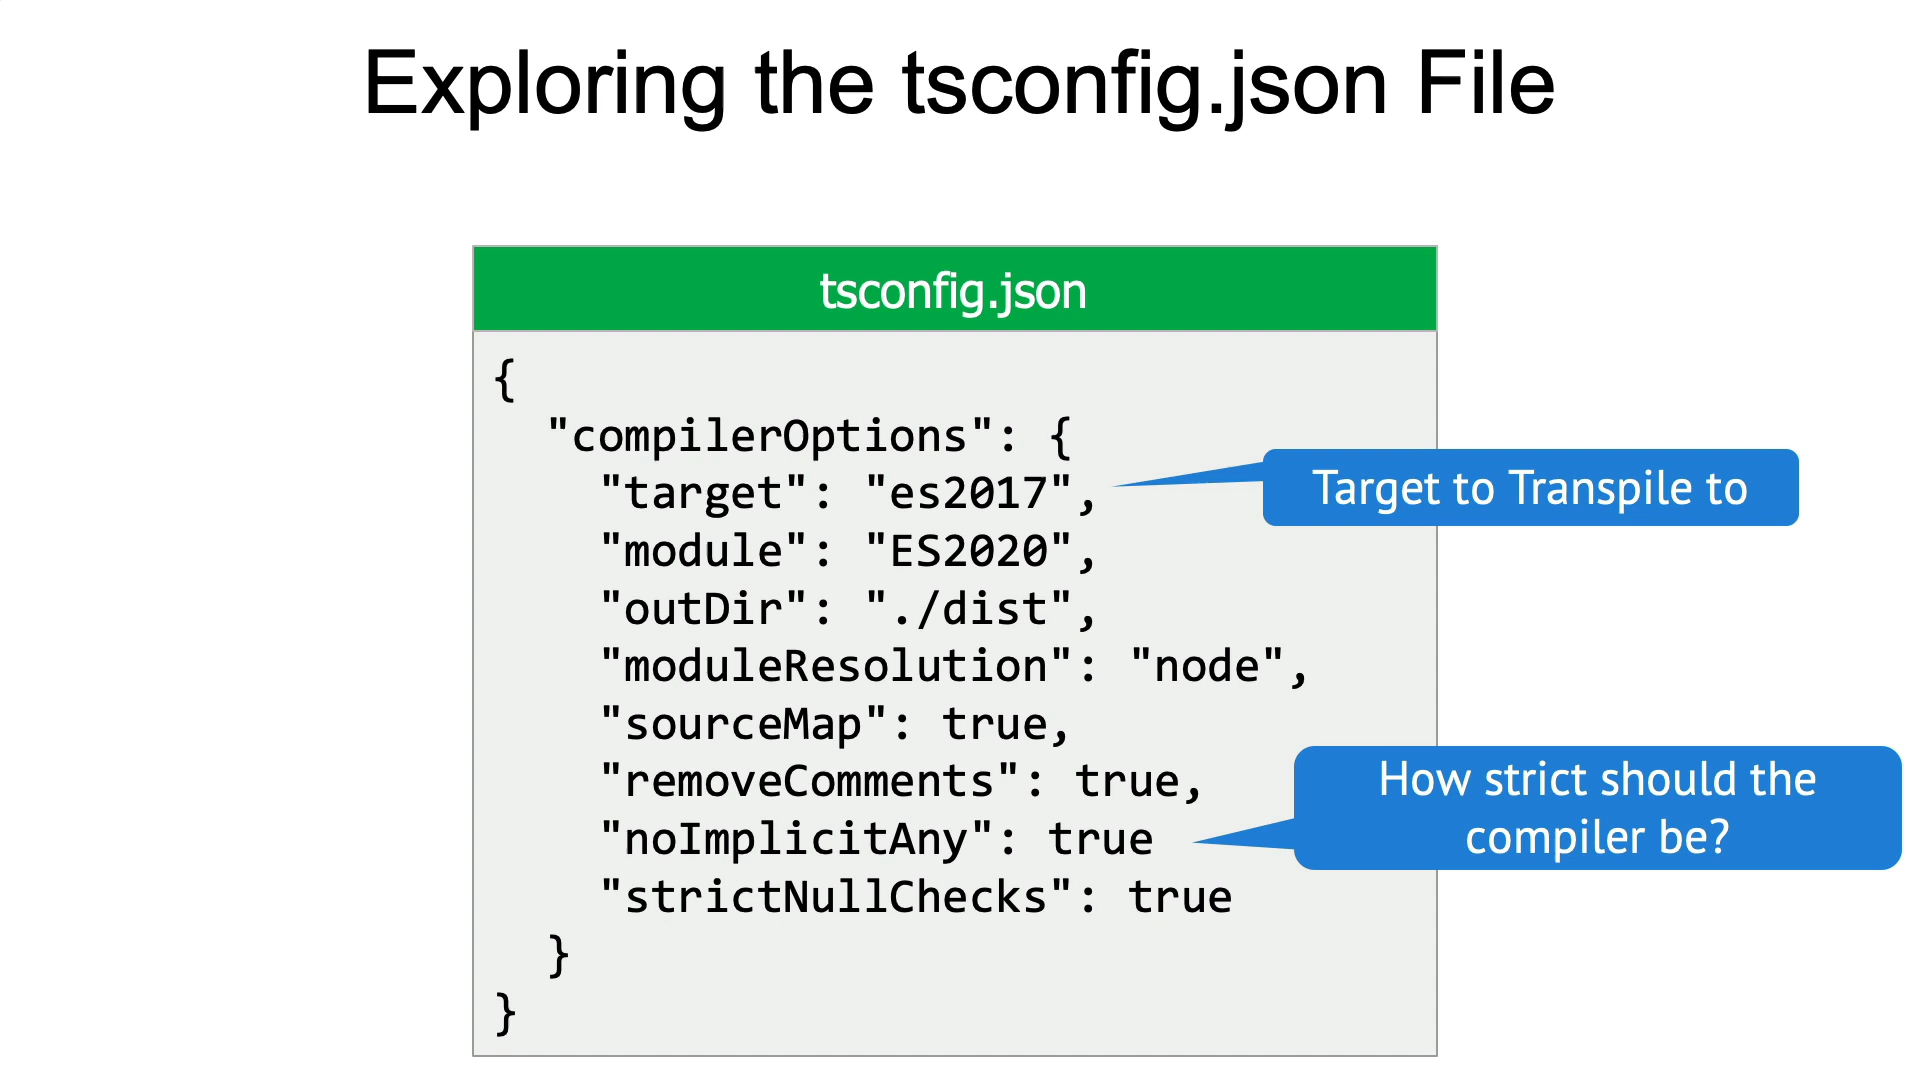 Exploring the tsconfig.json File
tsconfig.json
{
"compilerOptions": {
"target": "es2017",
Target to Transpile to
"module": "ES2020",
"outDir": "./dist",
"moduleResolution": "node",
"sourceMap": true,
"removeComments": true,
"noImplicitAny": true
How strict should the
compiler be?
"strictNullChecks": true
}
}